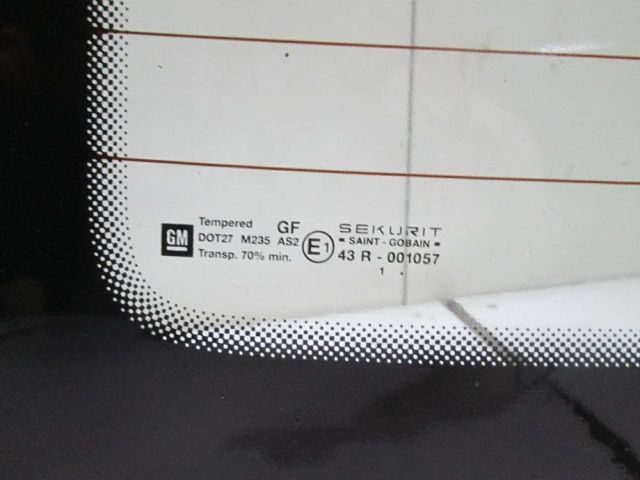 GM
Tempered GF
DOT27 M235 AS2
Transp. 70% min.
E1
SEKURIT
SAINT - GOBAIN
43 R - 001057
1 .